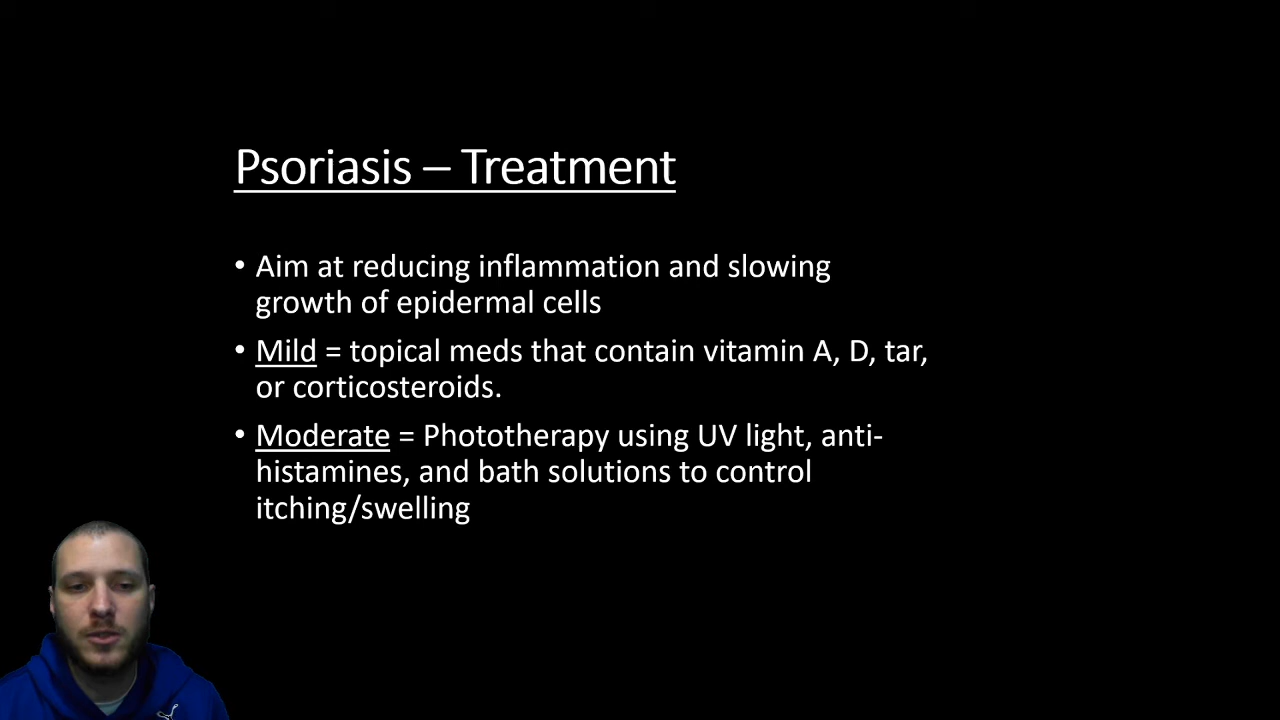 Psoriasis – Treatment
• Aim at reducing inflammation and slowing
growth of epidermal cells
• Mild = topical meds that contain vitamin A, D, tar,
or corticosteroids.
• Moderate = Phototherapy using UV light, anti-
histamines, and bath solutions to control
itching/swelling